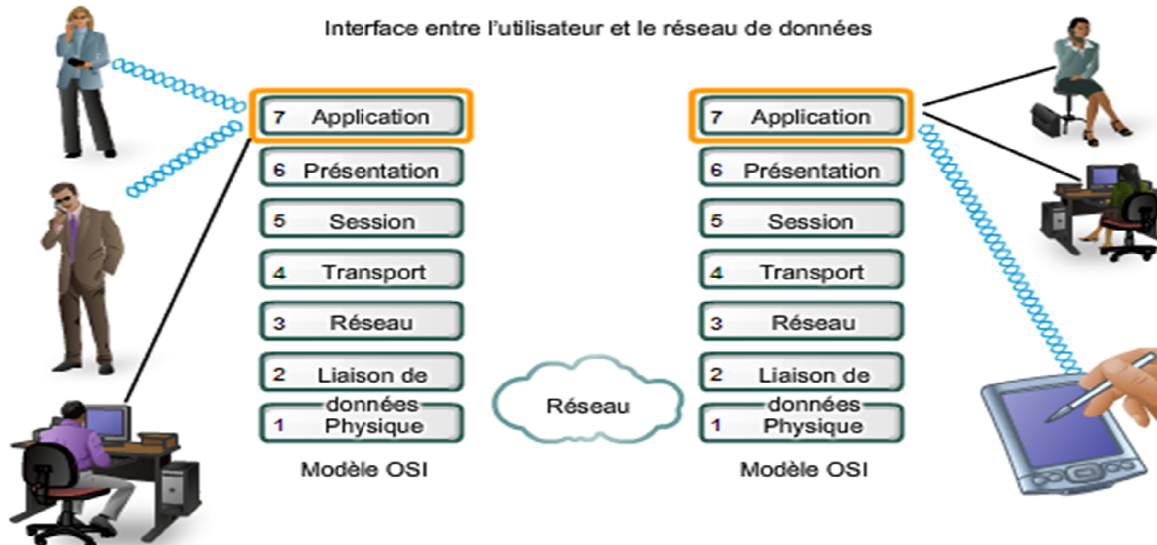 Interface entre l'utilisateur et le réseau de données
7 Application
6 Présentation
5 Session
4 Transport
3 Réseau
2 Liaison de
données
1 Physique
Modèle OSI
Réseau
7 Application
6 Présentation
5 Session
4 Transport
3 Réseau
2 Liaison de
données
1 Physique
Modèle OSI